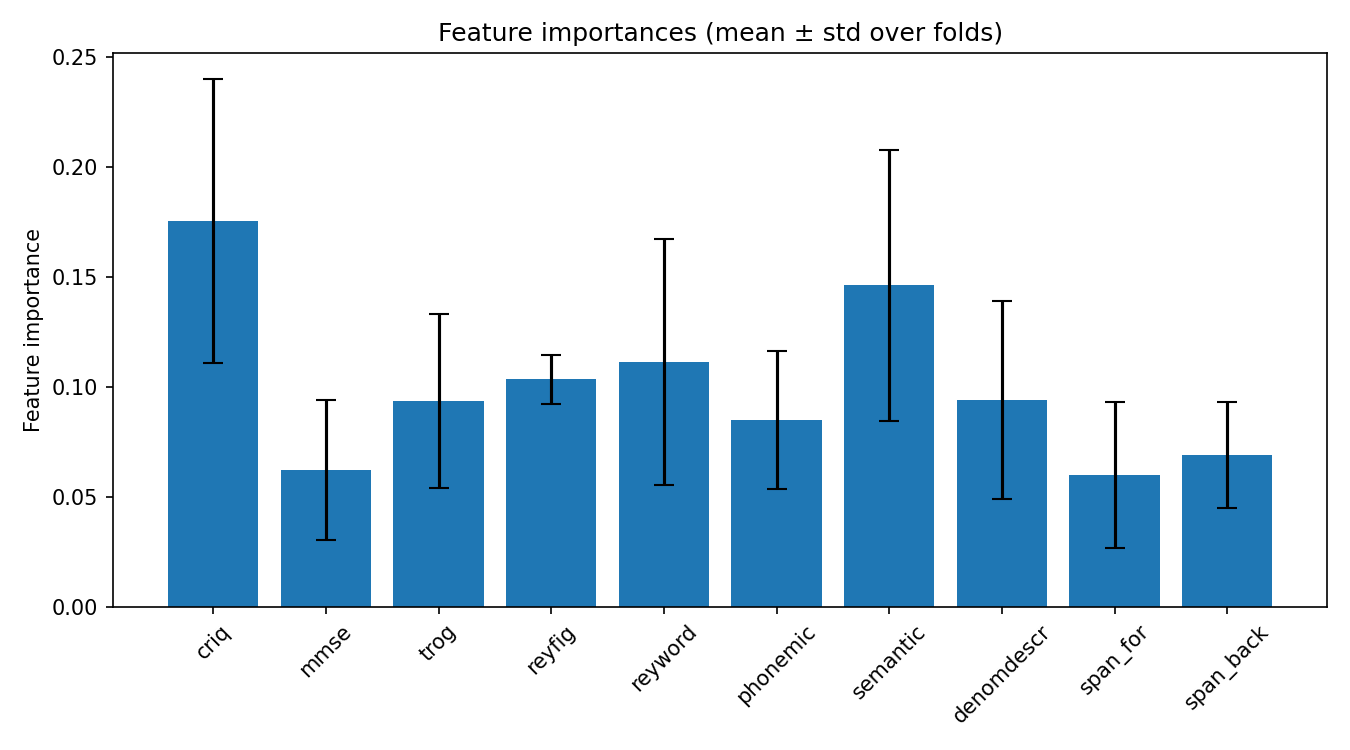 Feature importances (mean ± std over folds)
Feature importance
0.25
0.20
0.15
0.10
0.05
0.00
criq
mmse
trog
reyfig
reyword
phonemic
semantic
denomdescr
span_for
span_back